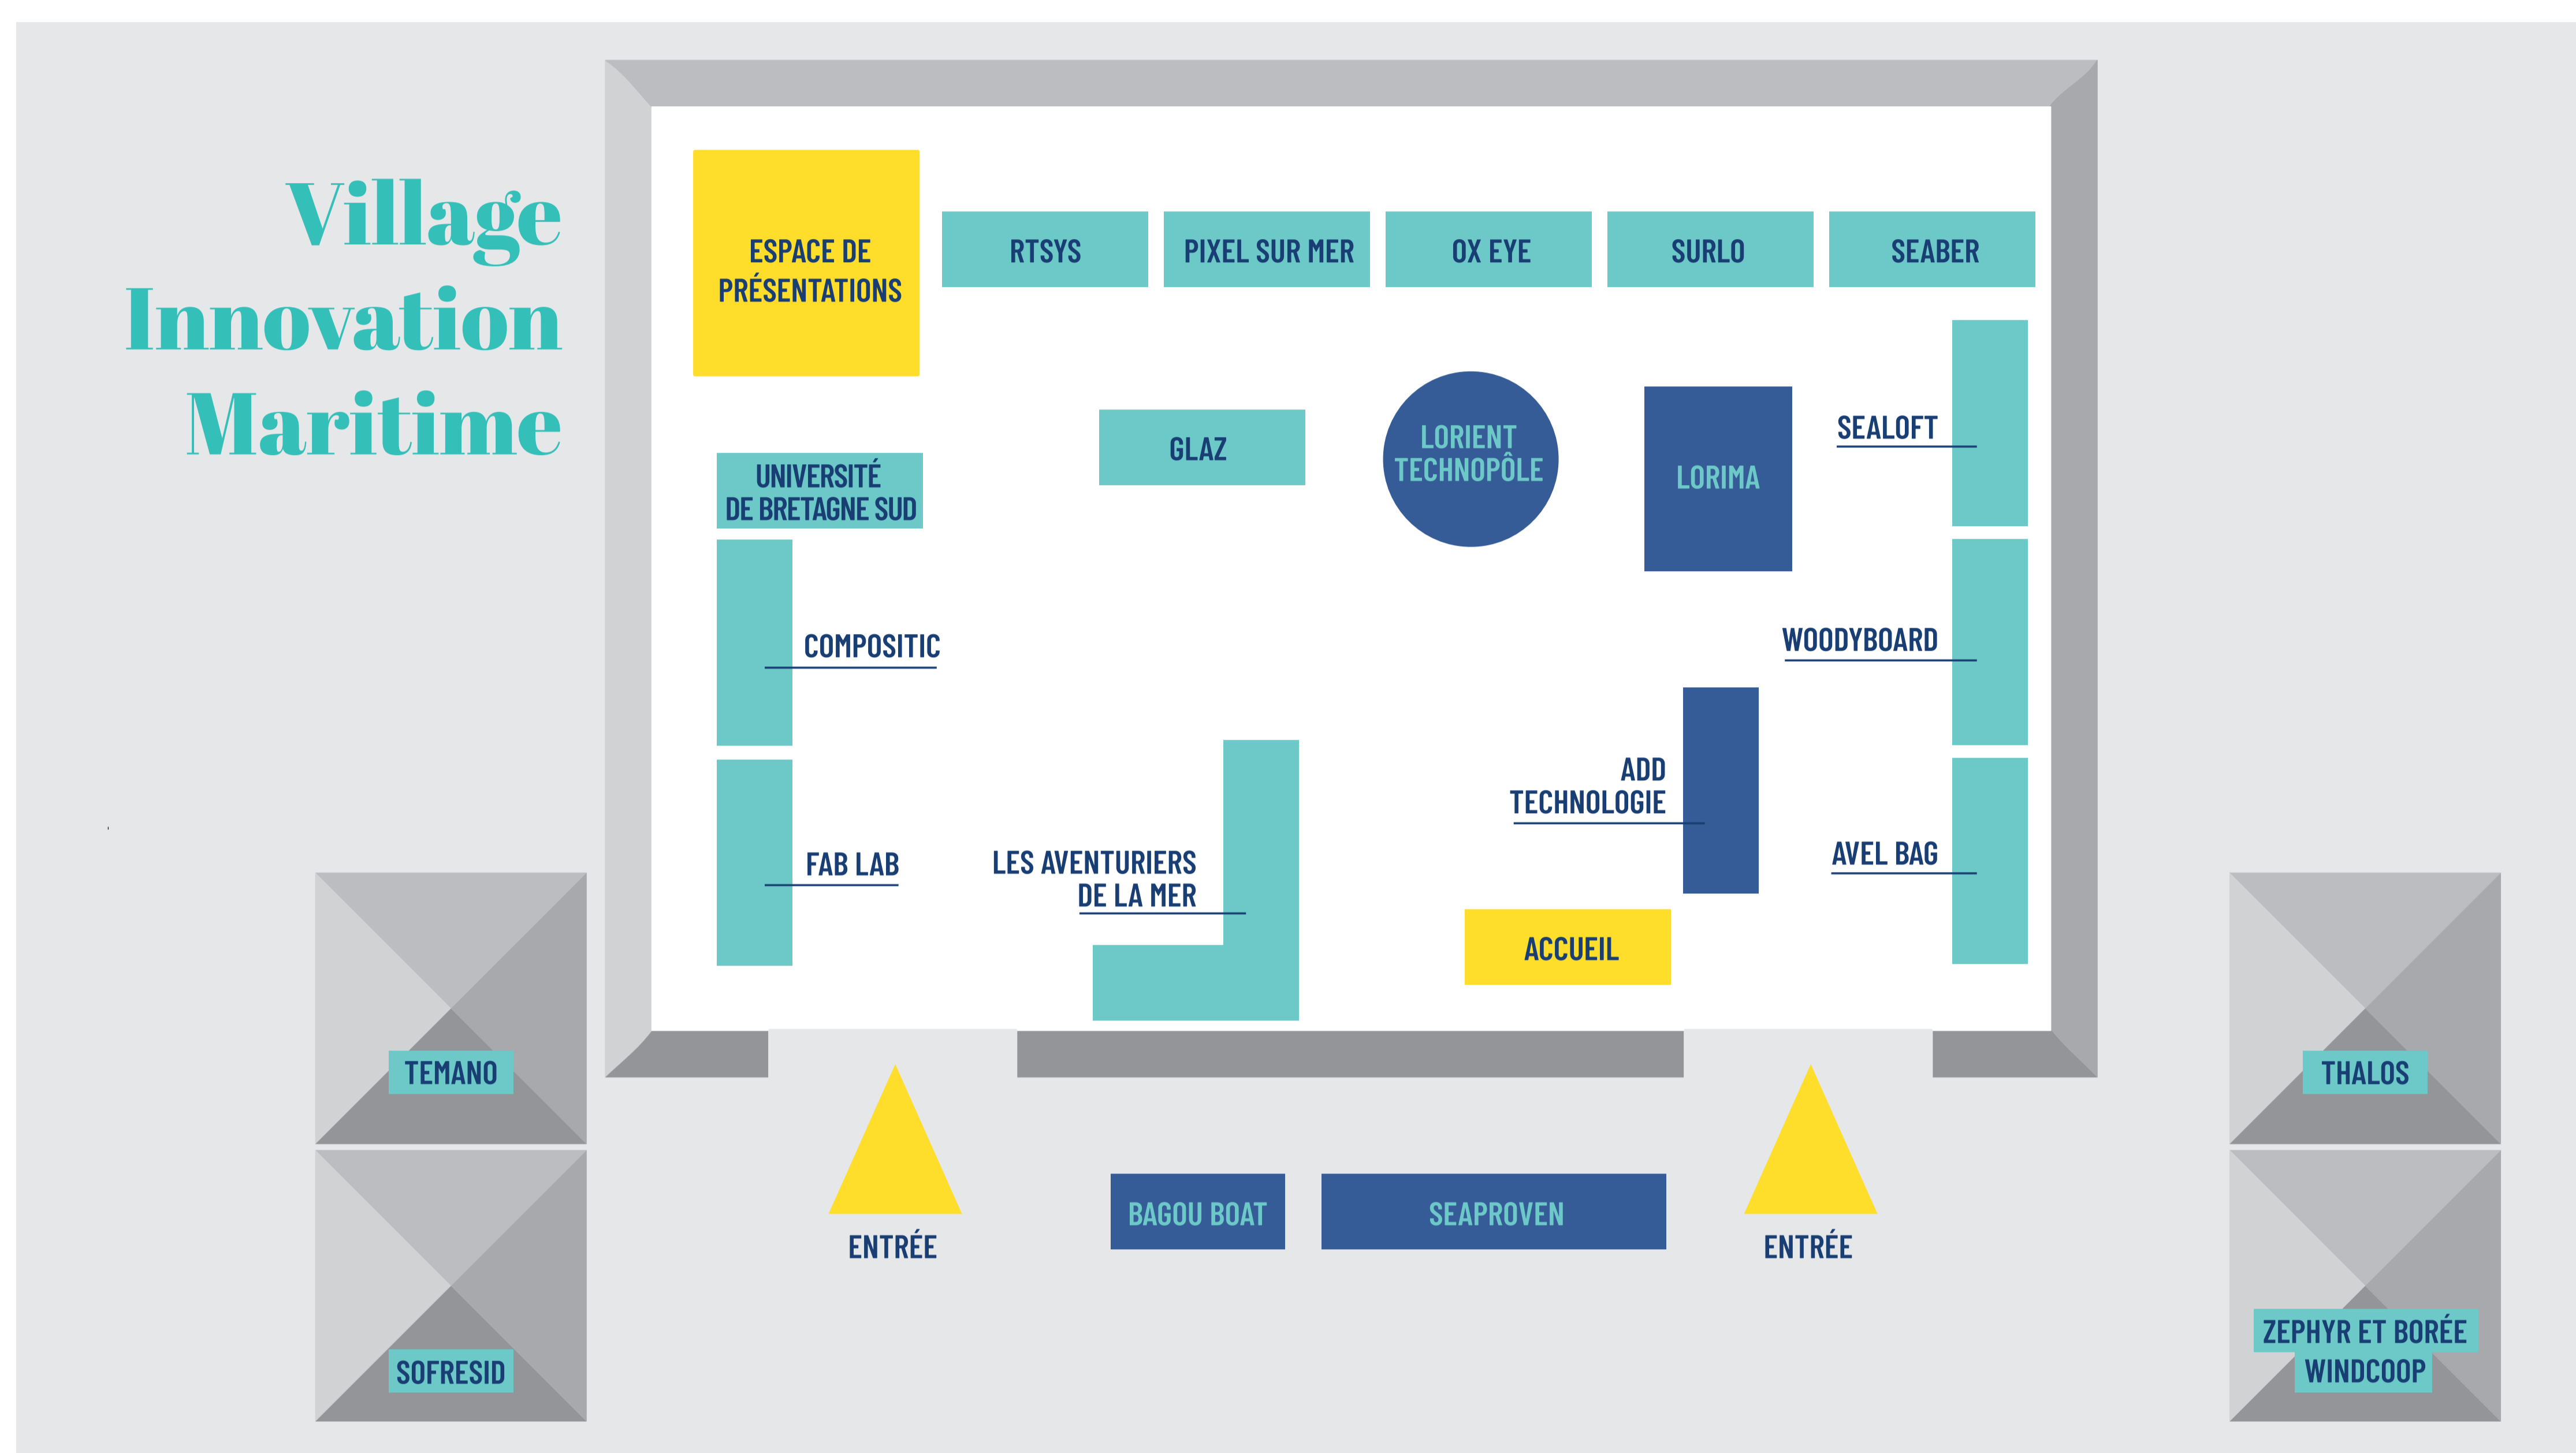 Village
Innovation
Maritime
ESPACE DE
PRÉSENTATIONS
RTSYS
PIXEL SUR MER
OX EYE
SURLO
SEABER
GLAZ
LORIENT
TECHNOPÔLE
LORIMA
SEALOFT
UNIVERSITÉ
DE BRETAGNE SUD
COMPOSITIC
WOODYBOARD
ADD
TECHNOLOGIE
FAB LAB
LES AVENTURIERS
DE LA MER
AVEL BAG
ACCUEIL
TEMANO
THALOS
BAGOU BOAT
SEAPROVEN
ENTRÉE
ENTRÉE
SOFRESID
ZEPHYR ET BORÉE
WINDCOOP